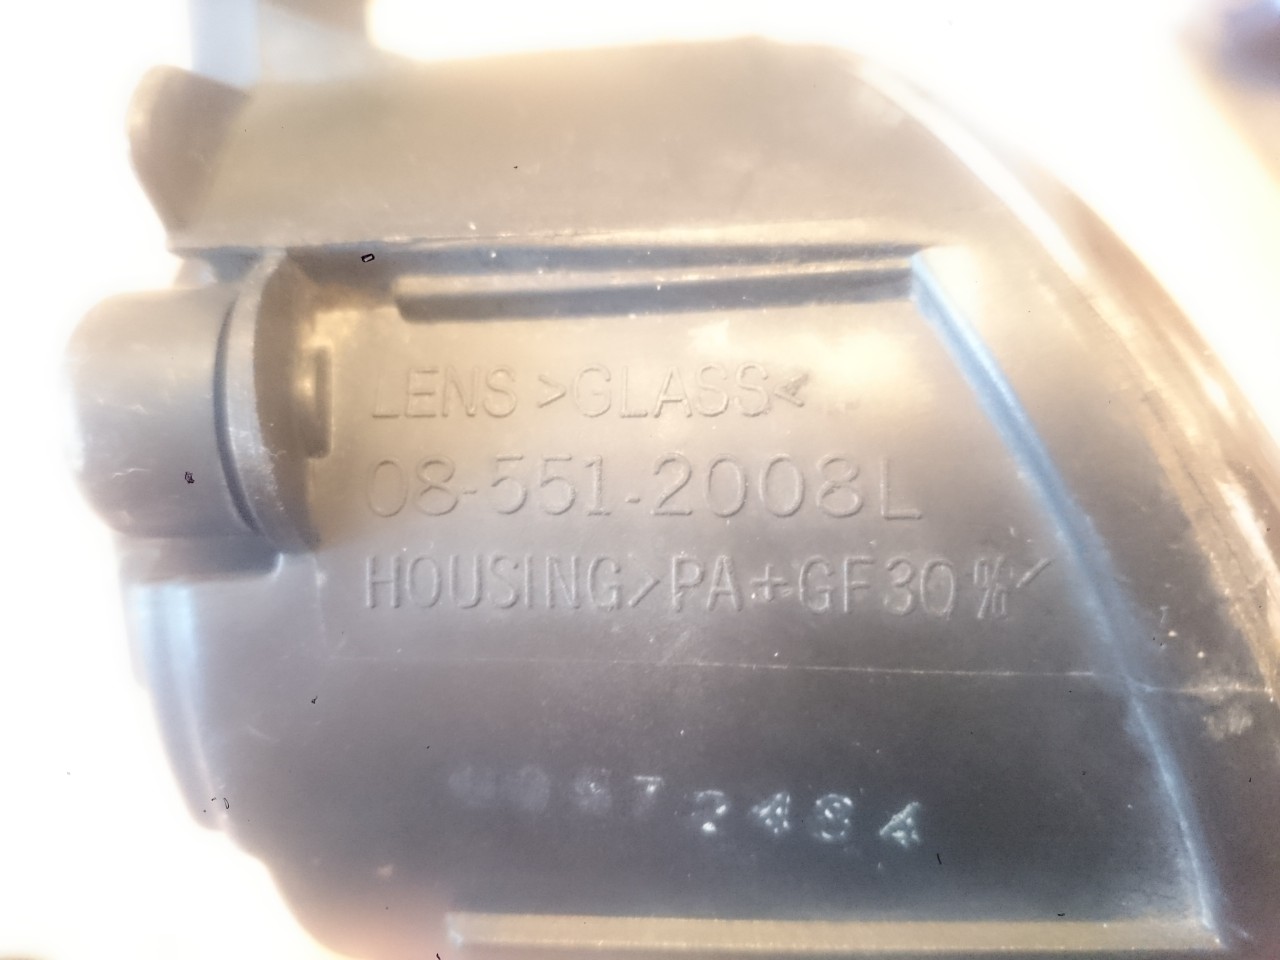 LENS >GLASS<
08-551-2008L
HOUSING>PA+GF30%<